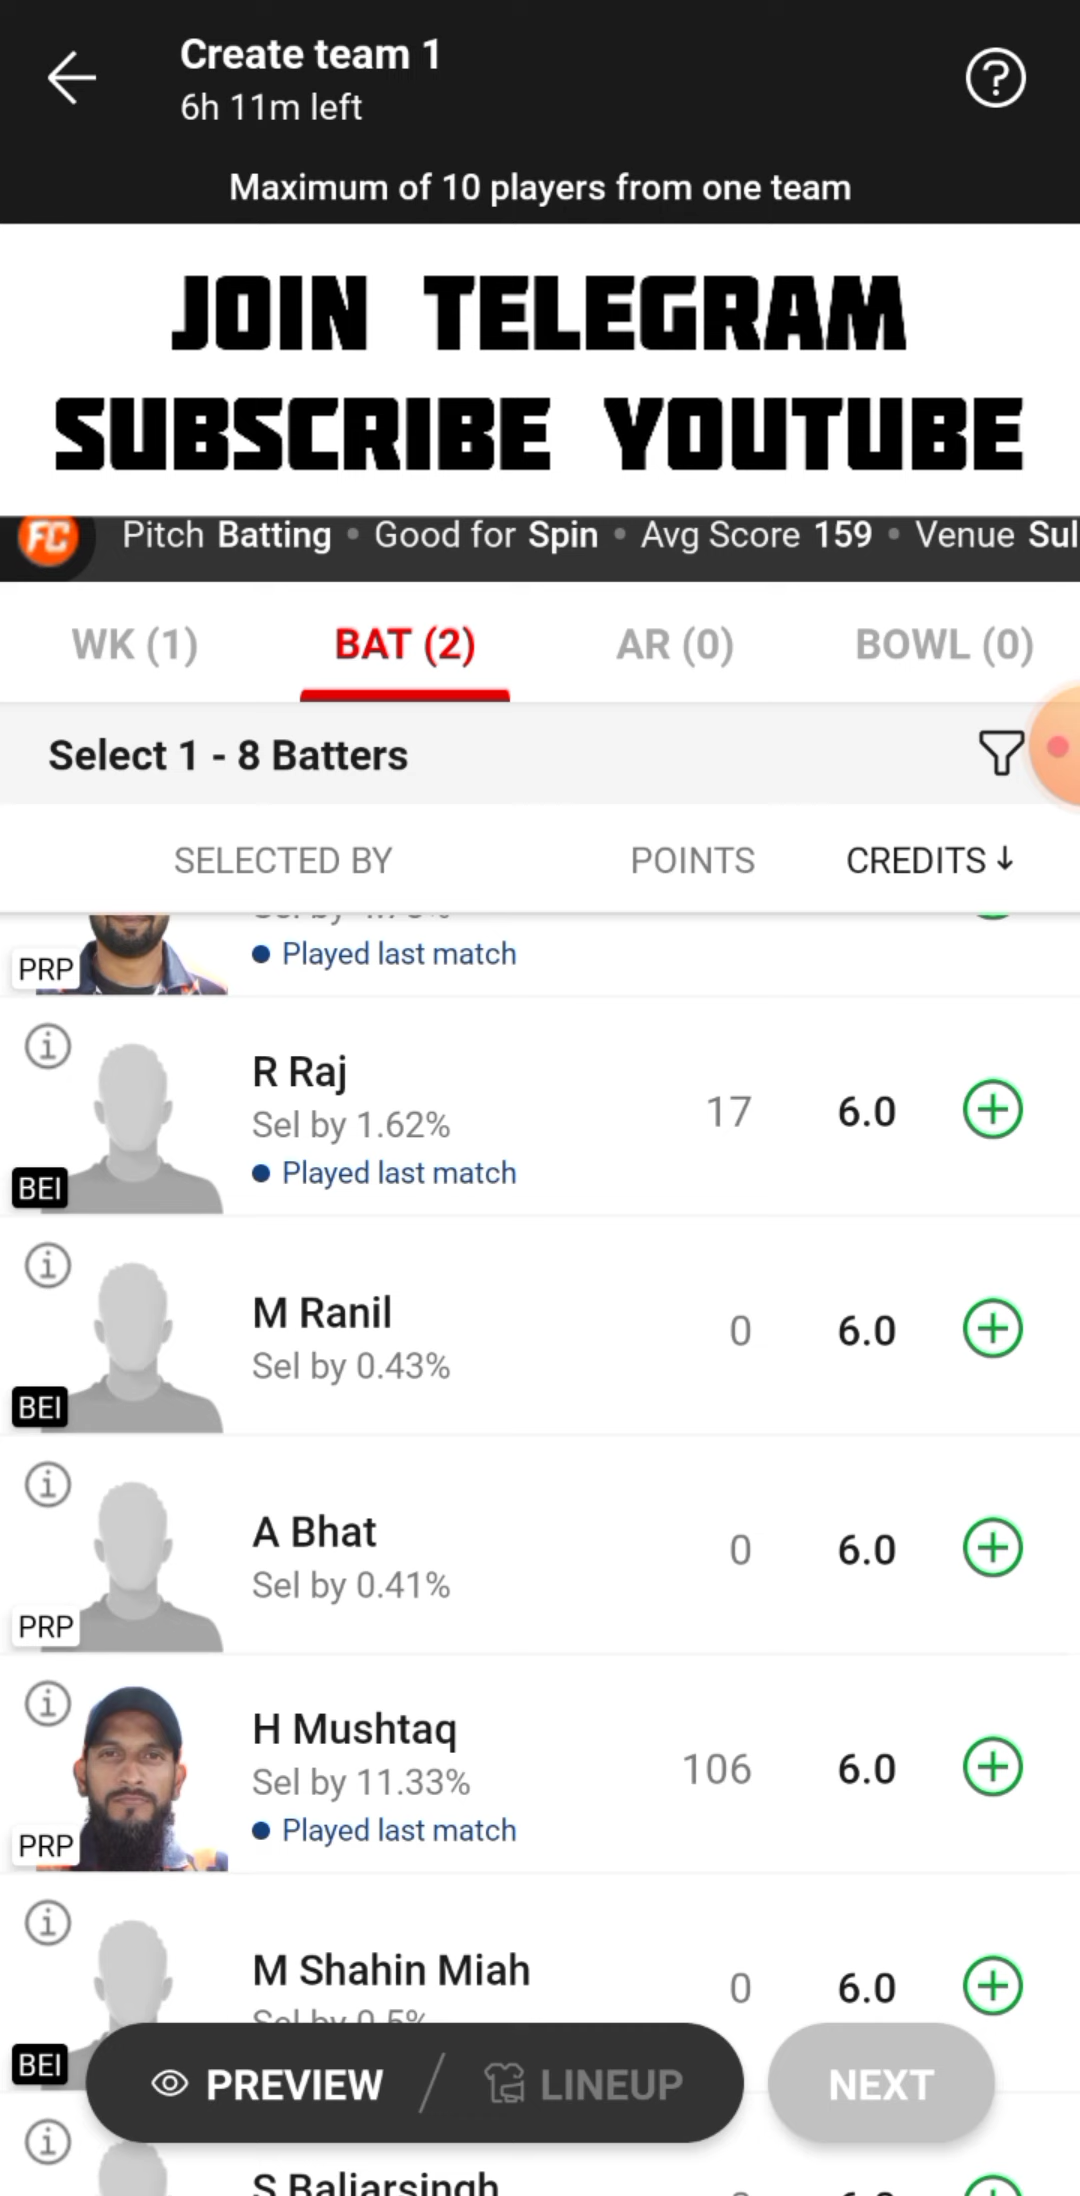 Create team 1
6h 11m left
?
Maximum of 10 players from one team
JOIN TELEGRAM
SUBSCRIBE YOUTUBE
FC Pitch Batting • Good for Spin • Avg Score 159 • Venue Sul
WK (1) BAT (2) AR (0) BOWL (0)
Select 1 - 8 Batters
SELECTED BY POINTS CREDITS ↓
PRP • Played last match
R Raj
Sel by 1.62% 17 6.0 +
• Played last match
BEI
M Ranil
Sel by 0.43% 0 6.0 +
BEI
A Bhat
Sel by 0.41% 0 6.0 +
PRP
H Mushtaq
Sel by 11.33% 106 6.0 +
• Played last match
PRP
M Shahin Miah 0 6.0 +
Sel by 0.5%
BEI
PREVIEW / LINEUP NEXT
S Baliarsingh